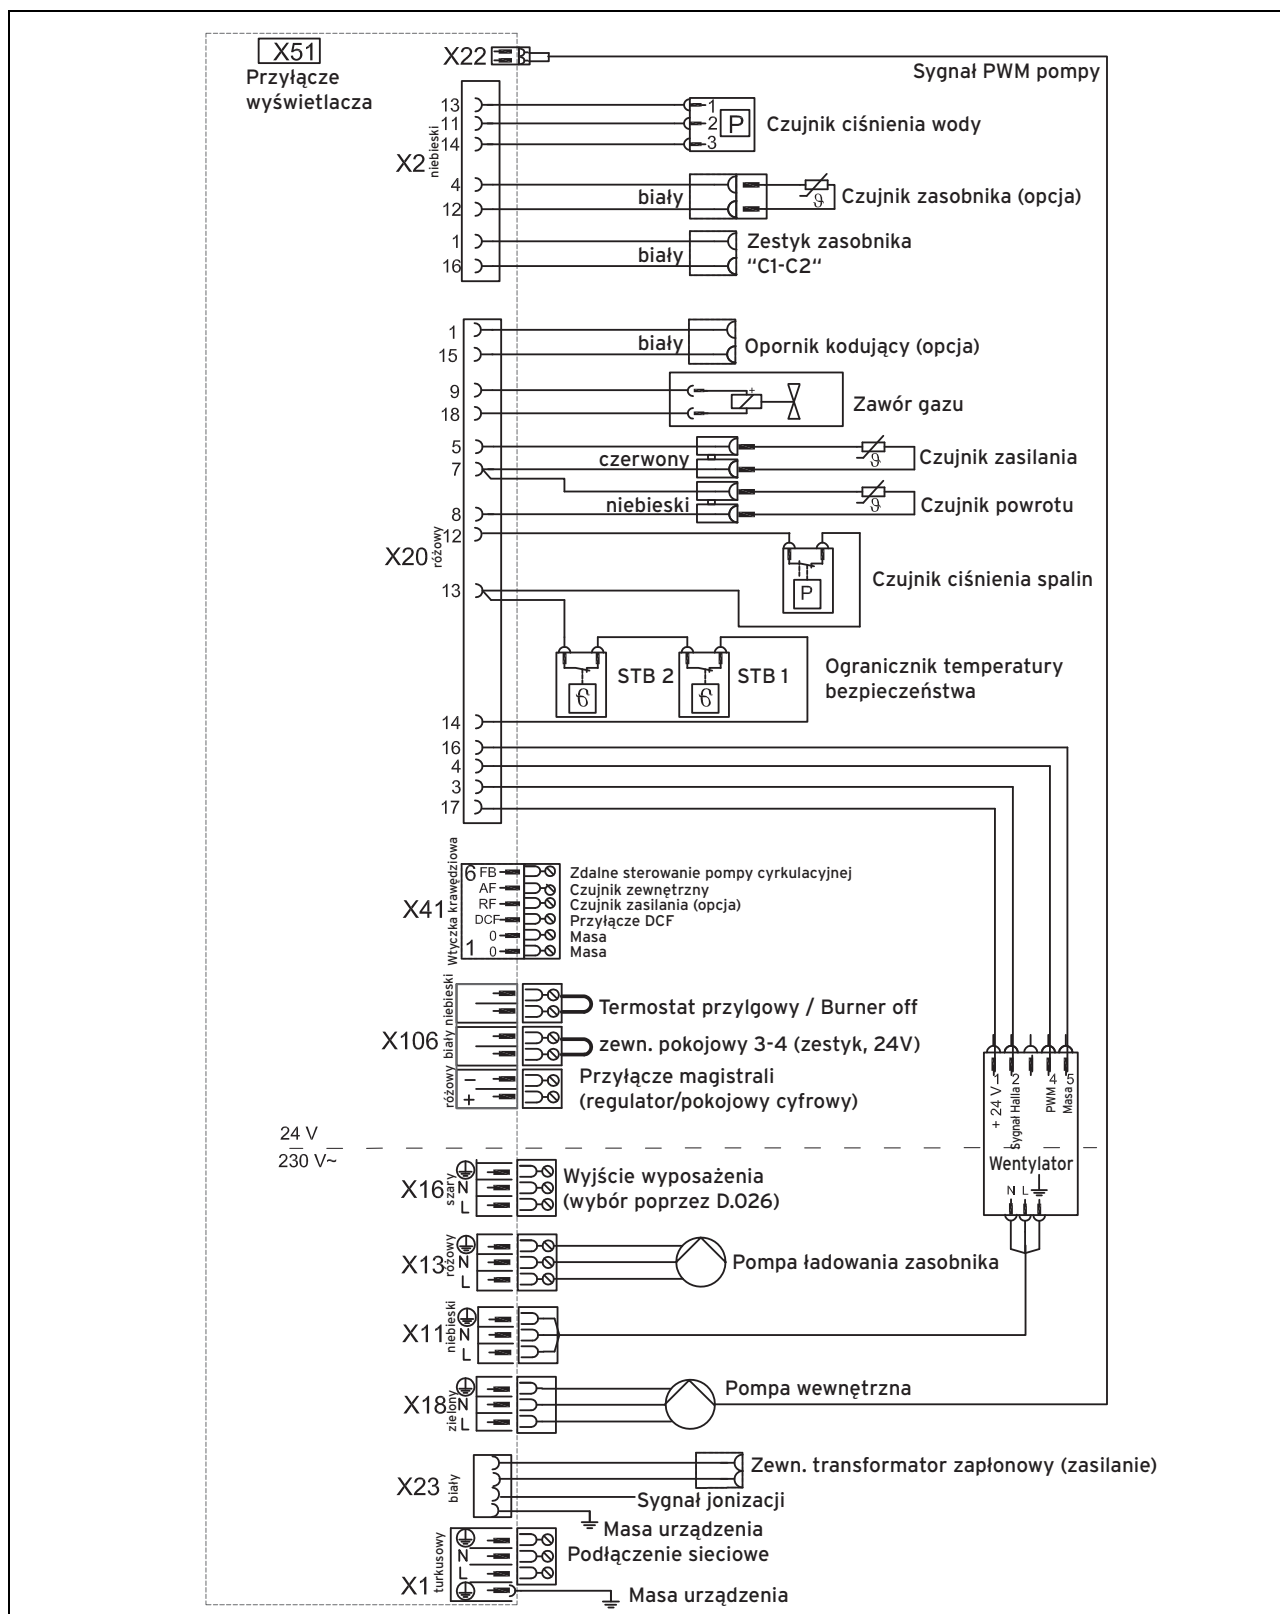 X51
Przyłącze
wyświetlacza
X22
Sygnał PWM pompy
X2
niebieski
13
11
14
4
12
1
16
1
2
3
P
Czujnik ciśnienia wody
biały
ϑ
Czujnik zasobnika (opcja)
biały
Zestyk zasobnika
“C1-C2“
X20
różowy
1
15
9
18
5
7
8
12
13
14
16
4
3
17
biały
Opornik kodujący (opcja)
+
Zawór gazu
czerwony
ϑ
Czujnik zasilania
niebieski
ϑ
Czujnik powrotu
P
Czujnik ciśnienia spalin
STB 2
STB 1
ϑ
ϑ
Ogranicznik temperatury
bezpieczeństwa
X41
Wtyczka krawędziowa
6 FB
Zdalne sterowanie pompy cyrkulacyjnej
AF
Czujnik zewnętrzny
RF
Czujnik zasilania (opcja)
DCF
Przyłącze DCF
0
Masa
1 0
Masa
X106
niebieski
Termostat przylgowy / Burner off
biały
zewn. pokojowy 3-4 (zestyk, 24V)
różowy
−
+
Przyłącze magistrali
(regulator/pokojowy cyfrowy)
+ 24 V 1
Sygnał Halla 2
PWM 4
Masa 5
Wentylator
N L
24 V
230 V~
X16
szary
N
L
Wyjście wyposażenia
(wybór poprzez D.026)
X13
różowy
N
L
Pompa ładowania zasobnika
X11
niebieski
N
L
X18
zielony
N
L
Pompa wewnętrzna
X23
biały
Zewn. transformator zapłonowy (zasilanie)
Sygnał jonizacji
Masa urządzenia
X1
turkusowy
N
L
Podłączenie sieciowe
Masa urządzenia